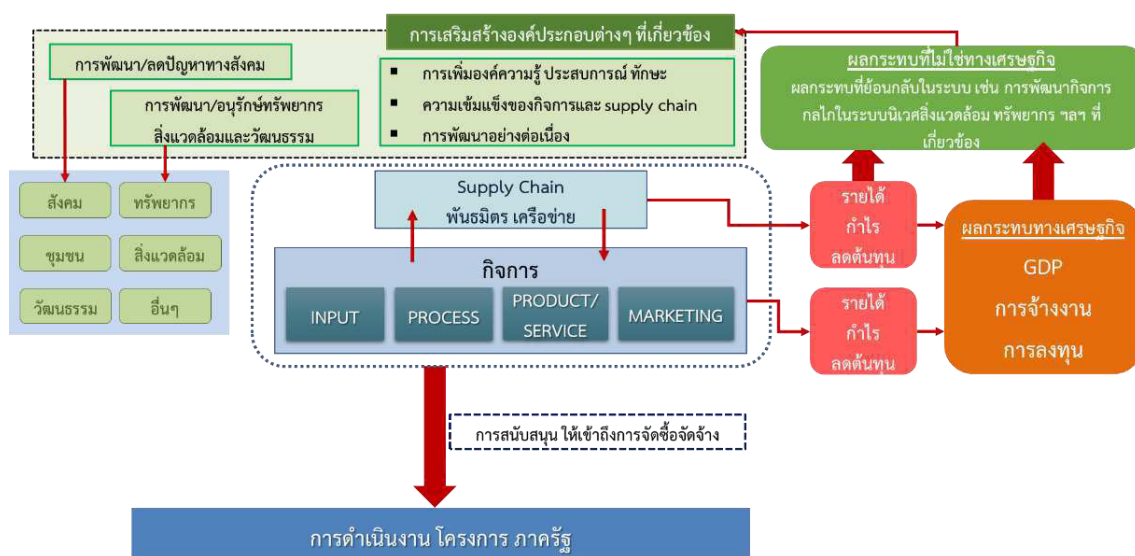 การเสริมสร้างองค์ประกอบต่างๆ ที่เกี่ยวข้อง
การพัฒนา/ลดปัญหาทางสังคม
การพัฒนา/อนุรักษ์ทรัพยากร
สิ่งแวดล้อมและวัฒนธรรม
▪ การเพิ่มองค์ความรู้ ประสบการณ์ ทักษะ
▪ ความเข้มแข็งของกิจการและ supply chain
▪ การพัฒนาอย่างต่อเนื่อง
ผลกระทบที่ไม่ใช่ทางเศรษฐกิจ
ผลกระทบที่ย้อนกลับในระบบ เช่น การพัฒนากิจการ
กลไกในระบบนิเวศสิ่งแวดล้อม ทรัพยากร ฯลฯ ที่
เกี่ยวข้อง
สังคม
ทรัพยากร
ชุมชน
สิ่งแวดล้อม
วัฒนธรรม
อื่นๆ
Supply Chain
พันธมิตร เครือข่าย
กิจการ
INPUT
PROCESS
PRODUCT/
SERVICE
MARKETING
รายได้
กำไร
ลดต้นทุน
รายได้
กำไร
ลดต้นทุน
ผลกระทบทางเศรษฐกิจ
GDP
การจ้างงาน
การลงทุน
การสนับสนุน ให้เข้าถึงการจัดซื้อจัดจ้าง
การดำเนินงาน โครงการ ภาครัฐ